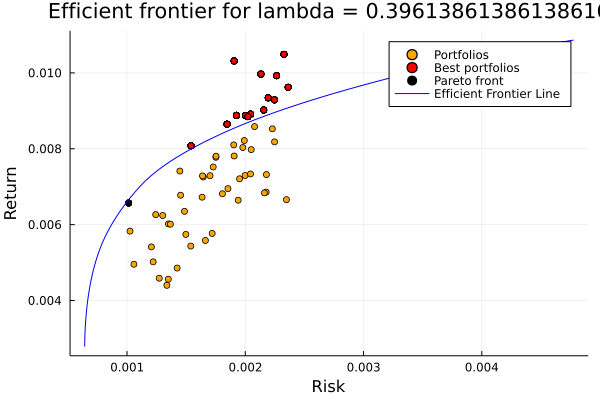 Efficient frontier for lambda = 0.3961386138613861
Portfolios
Best portfolios
Pareto front
Efficient Frontier Line
0.010
0.008
0.006
0.004
Return
0.001
0.002
0.003
0.004
Risk